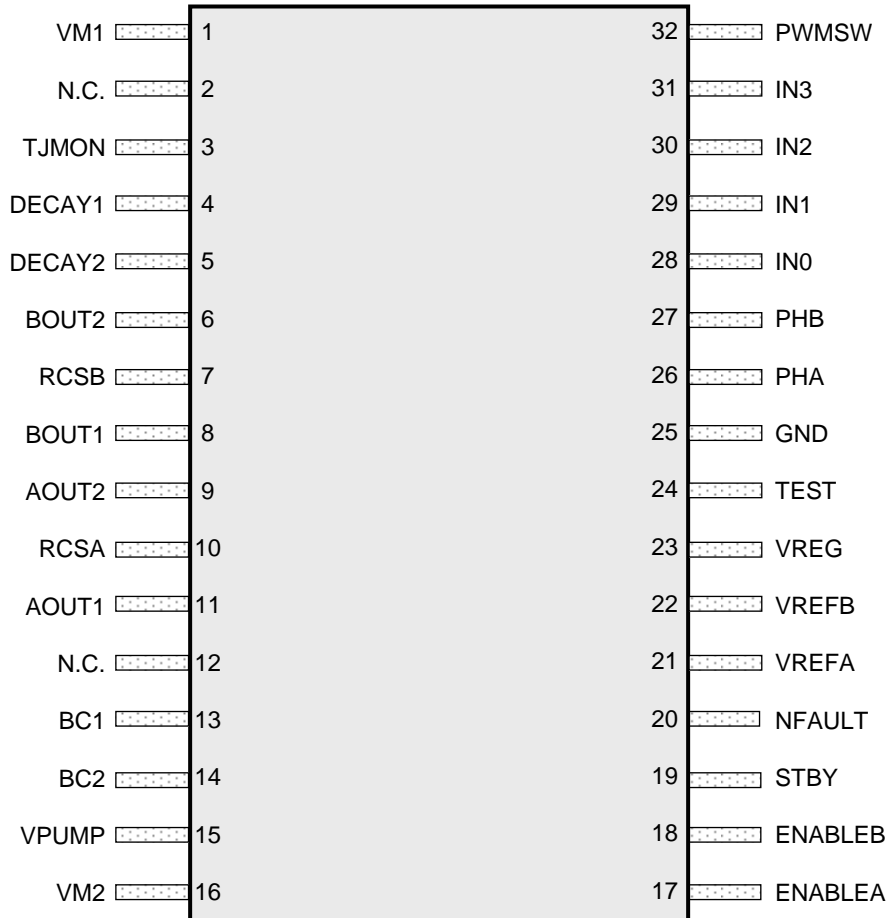 VM1 1 32 PWMSW
N.C. 2 31 IN3
TJMON 3 30 IN2
DECAY1 4 29 IN1
DECAY2 5 28 IN0
BOUT2 6 27 PHB
RCSB 7 26 PHA
BOUT1 8 25 GND
AOUT2 9 24 TEST
RCSA 10 23 VREG
AOUT1 11 22 VREFB
N.C. 12 21 VREFA
BC1 13 20 NFAULT
BC2 14 19 STBY
VPUMP 15 18 ENABLEB
VM2 16 17 ENABLEA